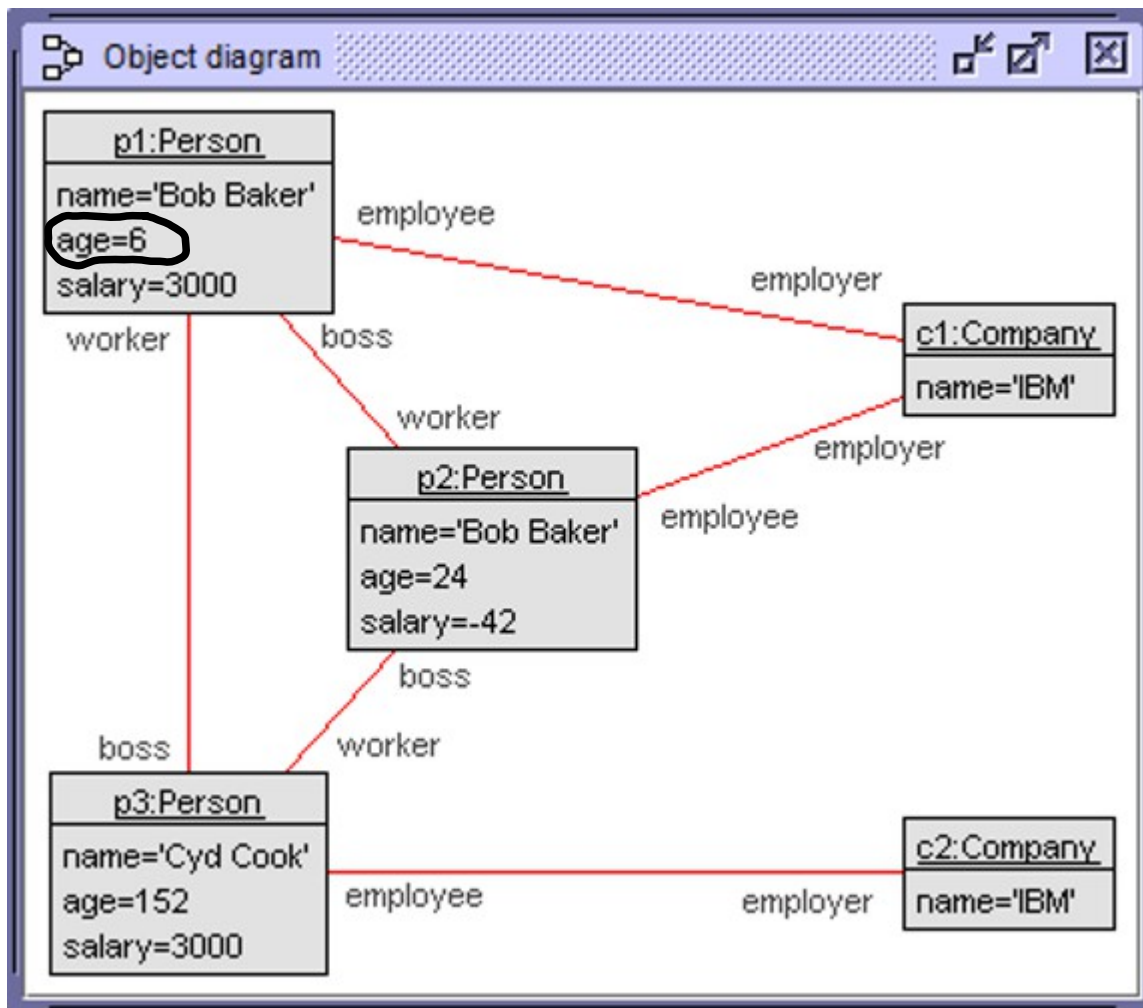 Object diagram
p1:Person
name='Bob Baker'
age=6
salary=3000
employee
employer
worker
boss
c1:Company
name='IBM'
worker
employer
p2:Person
name='Bob Baker'
age=24
salary=-42
employee
boss
worker
boss
p3:Person
name='Cyd Cook'
age=152
salary=3000
employee
employer
c2:Company
name='IBM'